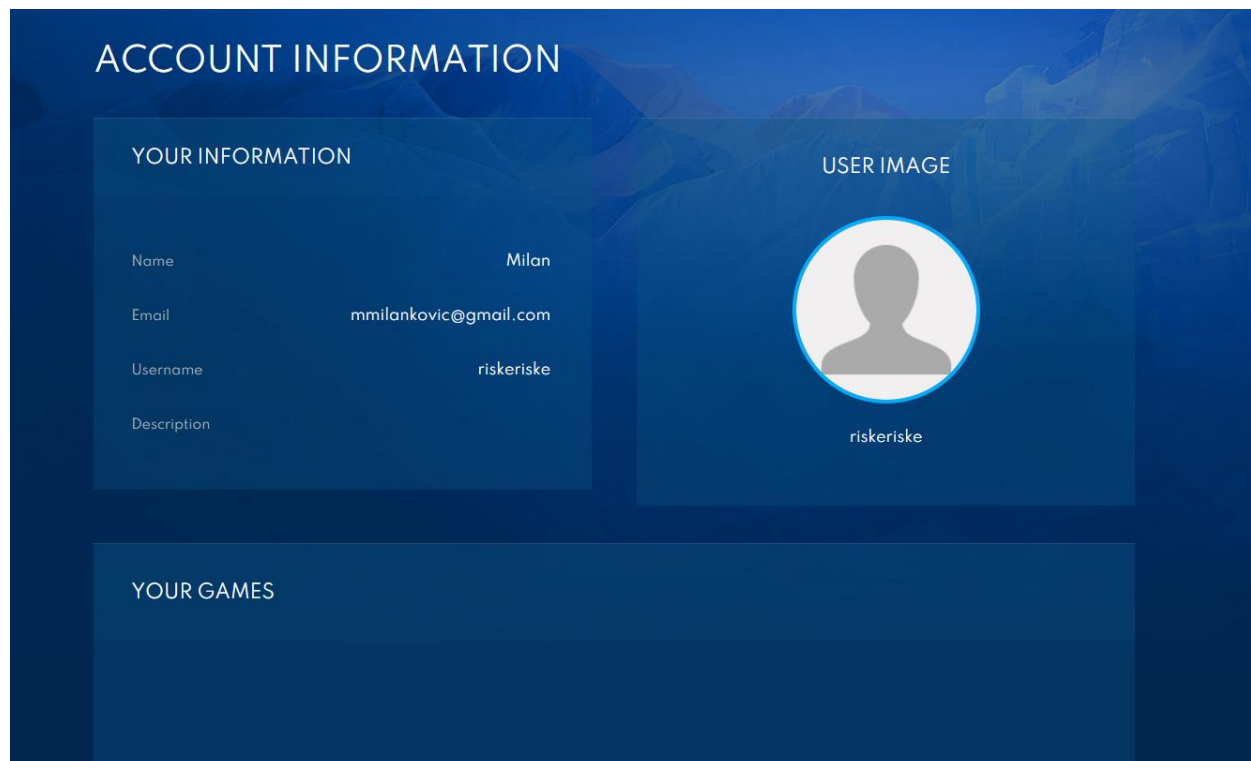 ACCOUNT INFORMATION
YOUR INFORMATION
Name Milan
Email mmilankovic@gmail.com
Username riskeriske
Description
USER IMAGE
riskeriske
YOUR GAMES